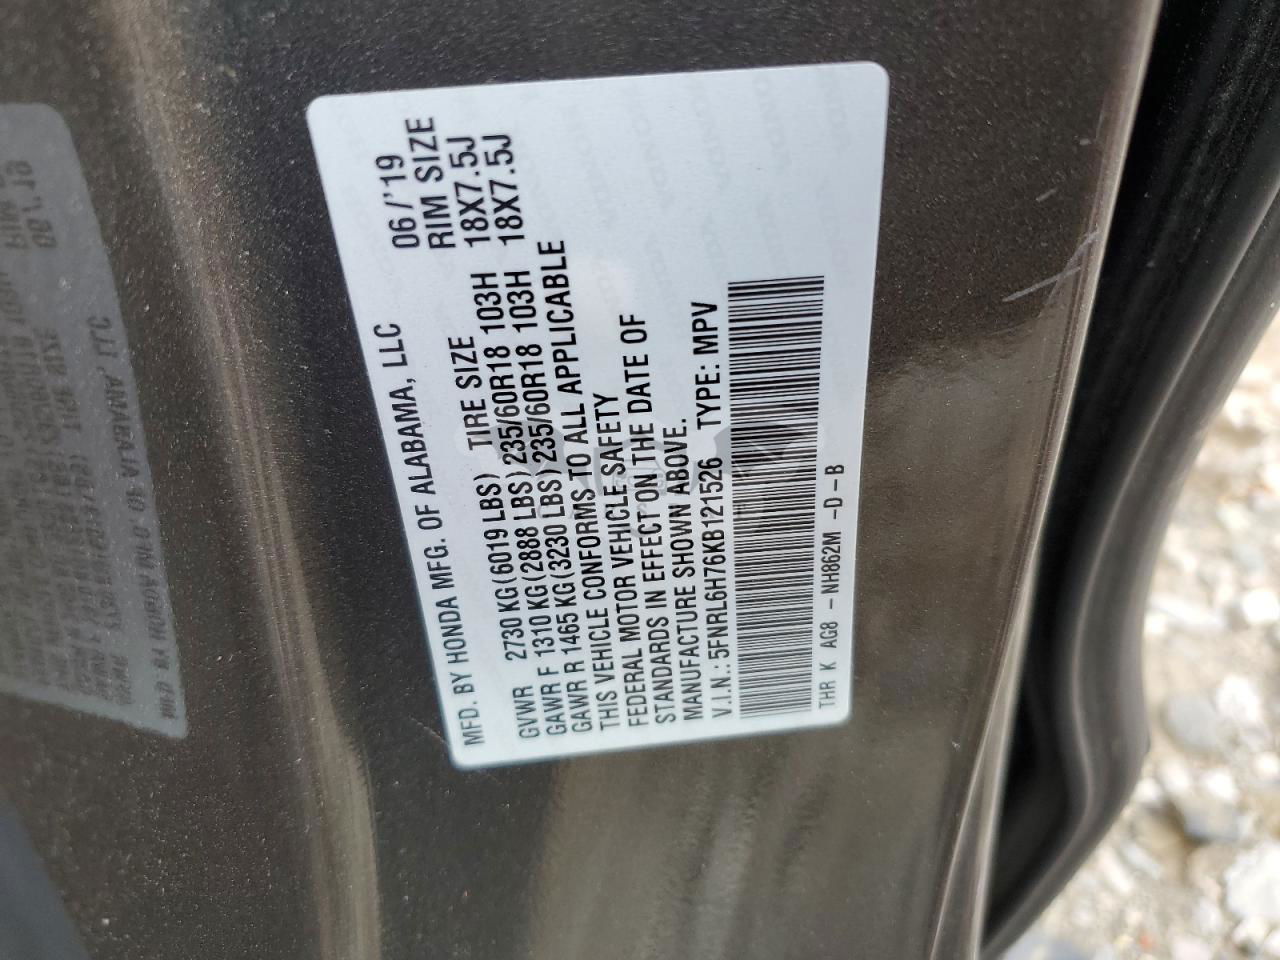 MFD. BY HONDA MFG. OF ALABAMA, LLC 06/'19
GVWR 2730 KG(6019 LBS) TIRE SIZE RIM SIZE
GAWR F 1310 KG(2888 LBS)235/60R18 103H 18X7.5J
GAWR R 1465 KG(3230 LBS)235/60R18 103H 18X7.5J
THIS VEHICLE CONFORMS TO ALL APPLICABLE
FEDERAL MOTOR VEHICLE SAFETY
STANDARDS IN EFFECT ON THE DATE OF
MANUFACTURE SHOWN ABOVE.
V.I.N.: 5FNRL6H76KB121526 TYPE: MPV
THR K AG8 - NH862M -D-B